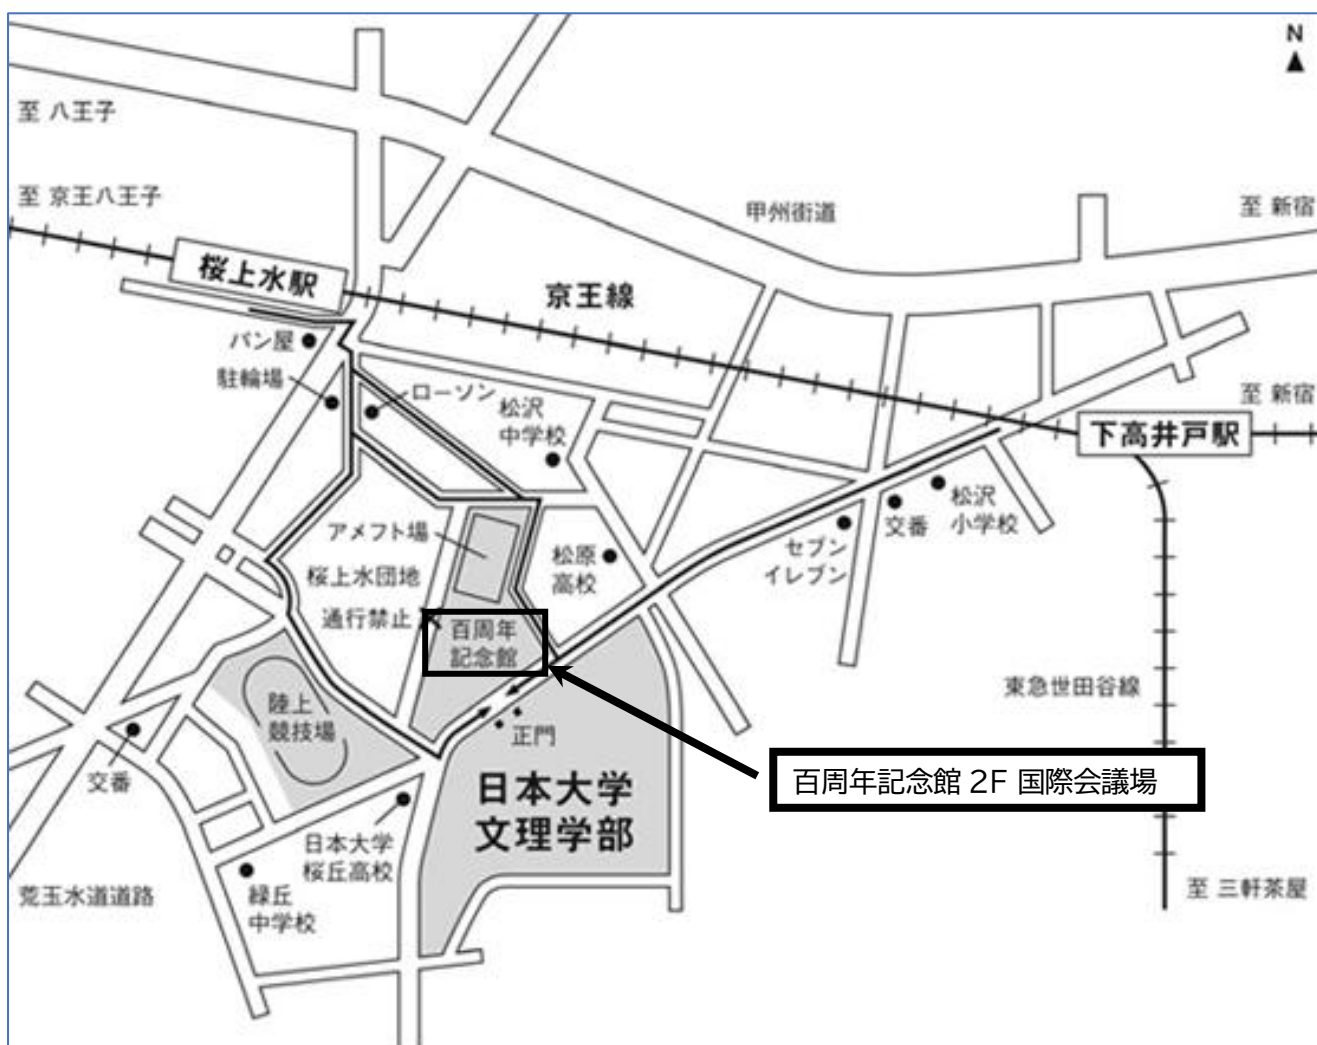 N
至 八王子
至 京王八王子
甲州街道
至 新宿
桜上水駅
京王線
パン屋
駐輪場
ローソン
松沢
中学校
至 新宿
下高井戸駅
松沢
小学校
交番
セブン
イレブン
アメフト場
松原
高校
桜上水団地
通行禁止
百周年
記念館
東急世田谷線
陸上
競技場
正門
百周年記念館 2F 国際会議場
交番
日本大学
文理学部
日本大学
桜丘高校
荒玉水道道路
緑丘
中学校
至 三軒茶屋